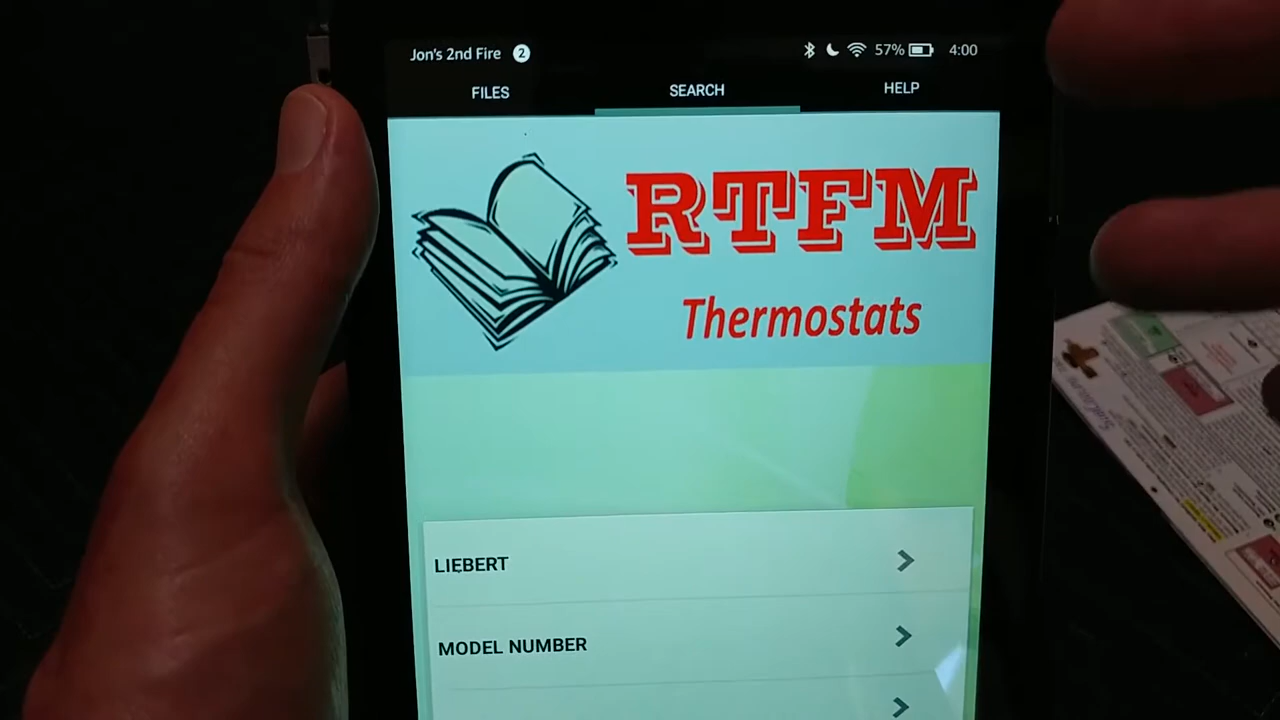 Jon's 2nd Fire 2 57% 4:00
FILES SEARCH HELP
RTFM
Thermostats
LIEBERT
MODEL NUMBER